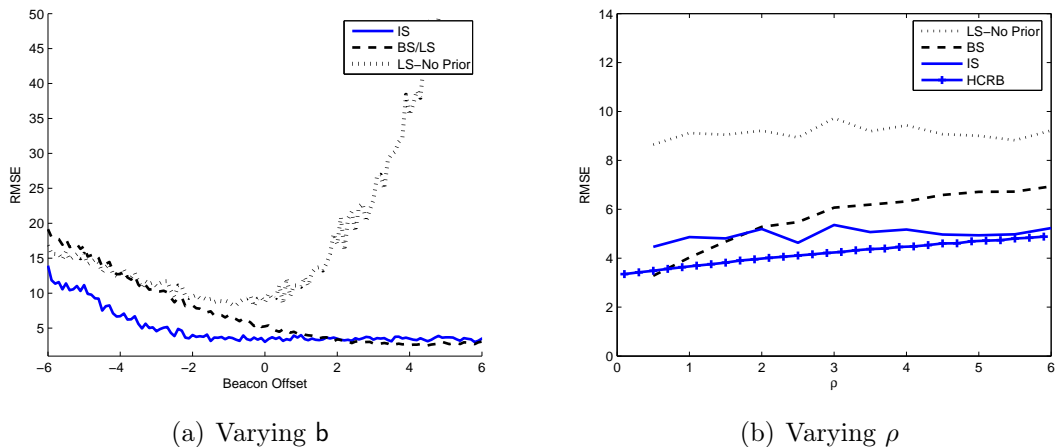 50
45
40
35
30
25
20
15
10
5
RMSE
−6
−4
−2
0
2
4
6
Beacon Offset
IS
BS/LS
LS−No Prior
(a) Varying b
14
12
10
8
6
4
2
0
RMSE
0
1
2
3
4
5
6
ρ
LS−No Prior
BS
IS
HCRB
(b) Varying ρ